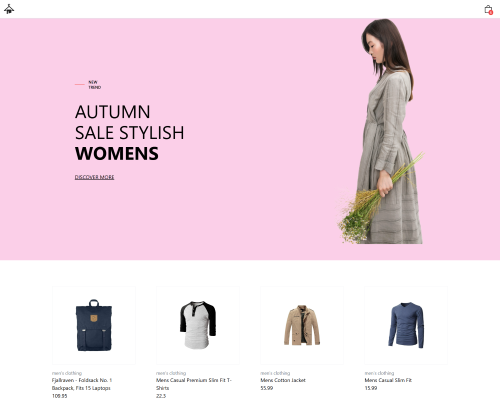 NEW
TREND
AUTUMN
SALE STYLISH
WOMENS
DISCOVER MORE
men's clothing
Fjallraven - Foldsack No. 1
Backpack, Fits 15 Laptops
109.95
men's clothing
Mens Casual Premium Slim Fit T-
Shirts
22.3
men's clothing
Mens Cotton Jacket
55.99
men's clothing
Mens Casual Slim Fit
15.99